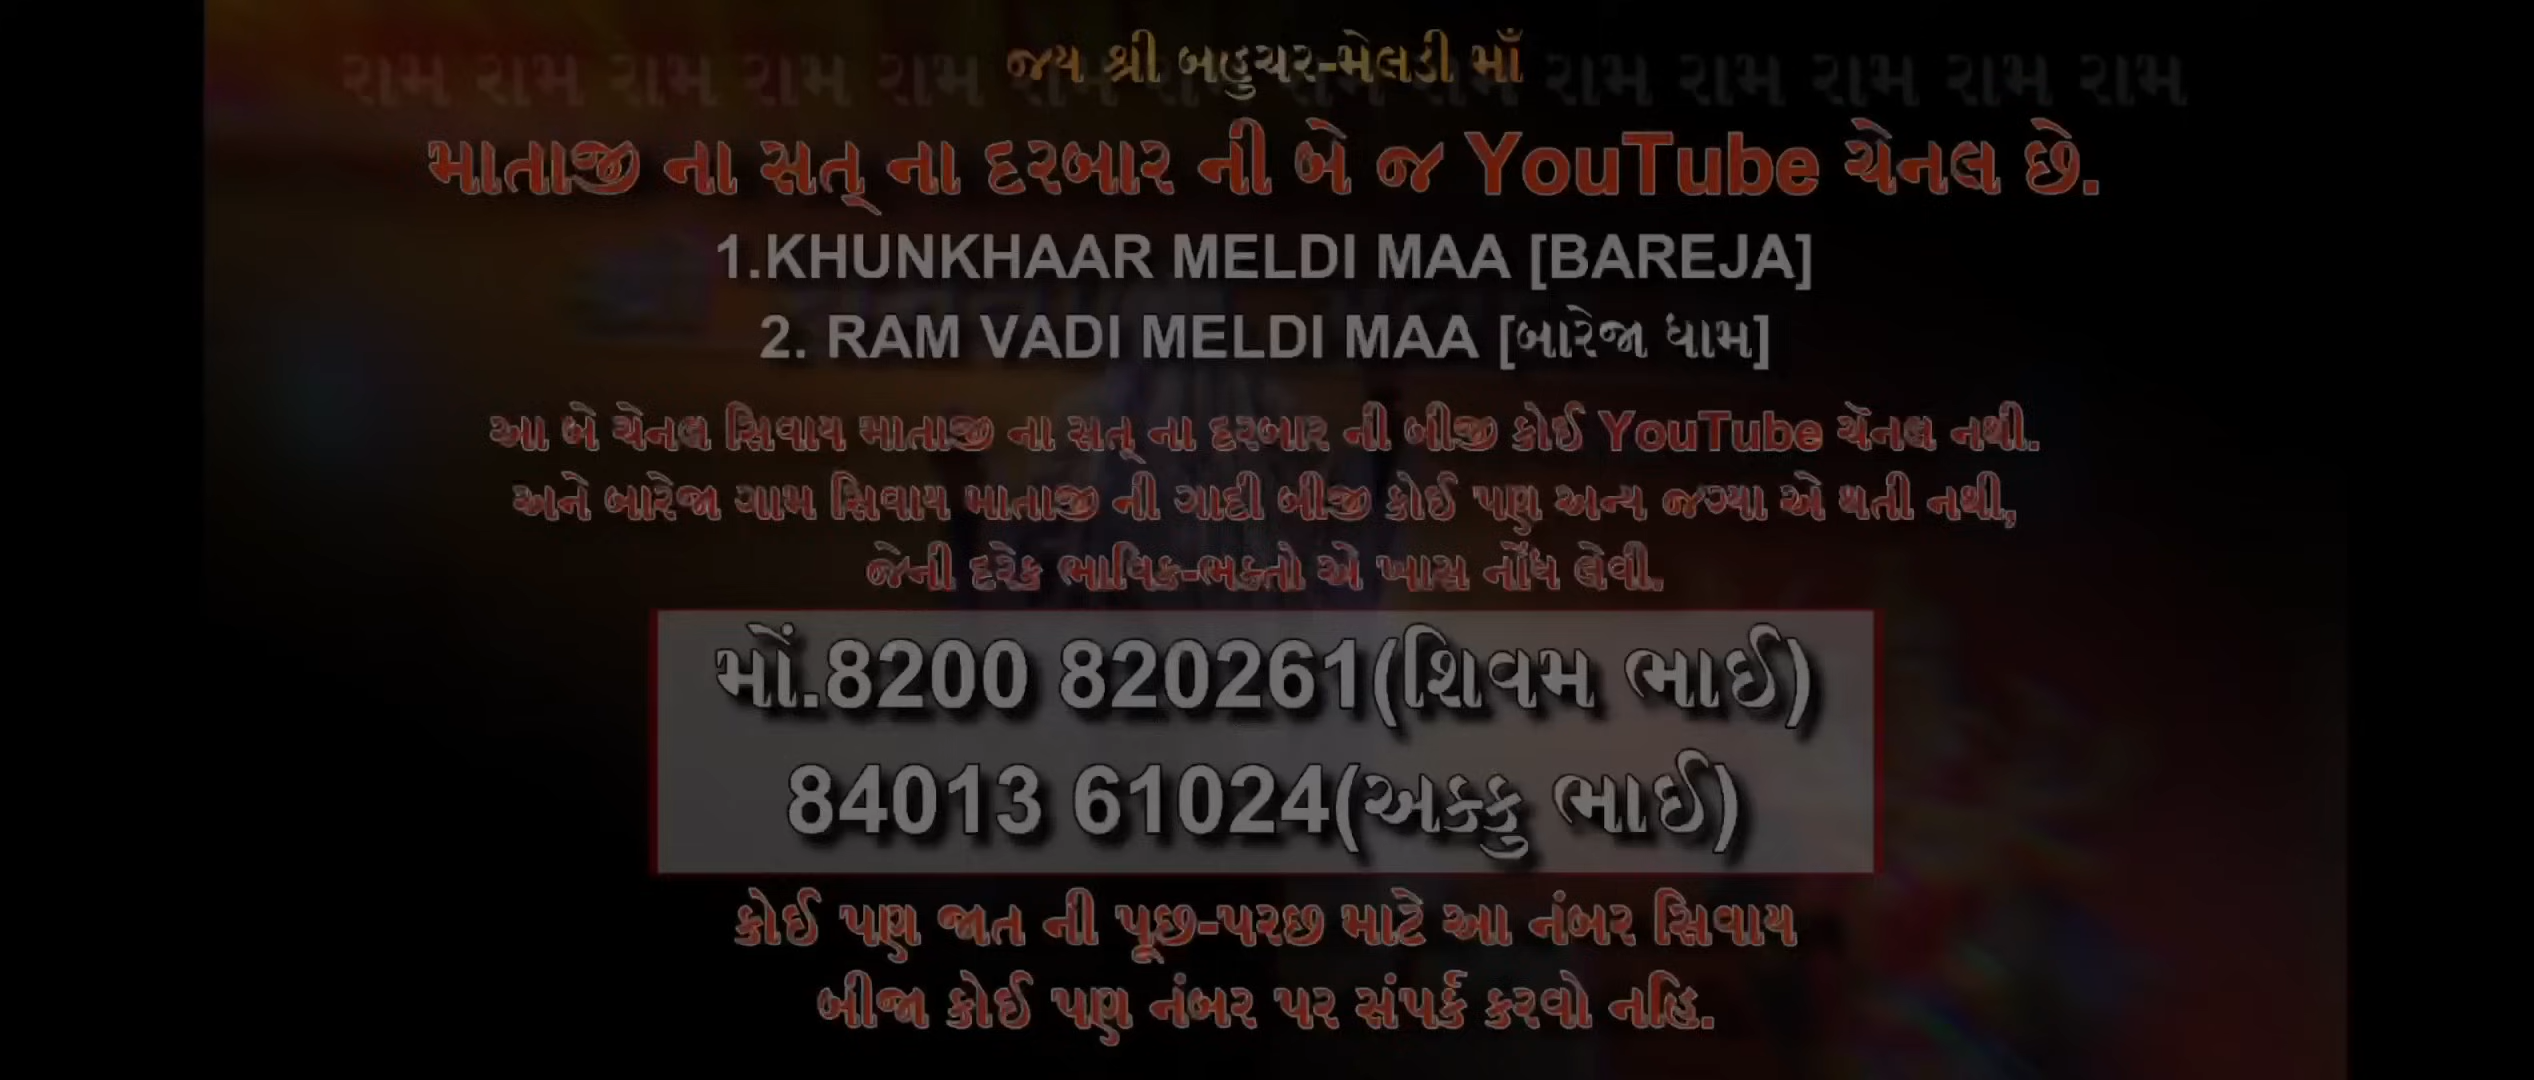 જય શ્રી બહુચર-મેલડી માઁ
રામ રામ રામ રામ રામ રામ રામ રામ રામ રામ રામ રામ રામ રામ
માતાજી ના સત્ ના દરબાર ની બે જ YouTube ચેનલ છે.
1.KHUNKHAAR MELDI MAA [BAREJA]
2. RAM VADI MELDI MAA [બારેજા ધામ]
આ બે ચેનલ સિવાય માતાજી ના સત્ ના દરબાર ની બીજી કોઈ YouTube ચેનલ નથી.
અને બારેજા ગામ સિવાય માતાજી ની ગાદી બીજી કોઈ પણ અન્ય જગ્યા એ થતી નથી,
જેની દરેક ભાવિક-ભક્તો એ ખાસ નોંધ લેવી.
મોં.8200 820261(શિવમ ભાઈ)
84013 61024(અક્કુ ભાઈ)
કોઈ પણ જાત ની પૂછ-પરછ માટે આ નંબર સિવાય
બીજા કોઈ પણ નંબર પર સંપર્ક કરવો નહિ.